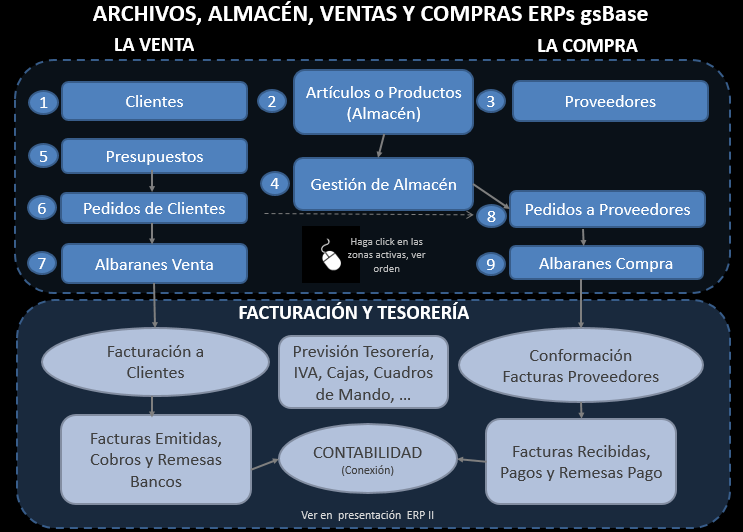 ARCHIVOS, ALMACÉN, VENTAS Y COMPRAS ERPs gsBase
LA VENTA
LA COMPRA
1
Clientes
2
Artículos o Productos
(Almacén)
3
Proveedores
5
Presupuestos
4
Gestión de Almacén
6
Pedidos de Clientes
8
Pedidos a Proveedores
7
Albaranes Venta
Haga click en las
zonas activas, ver
orden
9
Albaranes Compra
FACTURACIÓN Y TESORERÍA
Facturación a
Clientes
Previsión Tesorería,
IVA, Cajas, Cuadros
de Mando, ...
Conformación
Facturas Proveedores
Facturas Emitidas,
Cobros y Remesas
Bancos
CONTABILIDAD
(Conexión)
Facturas Recibidas,
Pagos y Remesas Pago
Ver en presentación ERP II